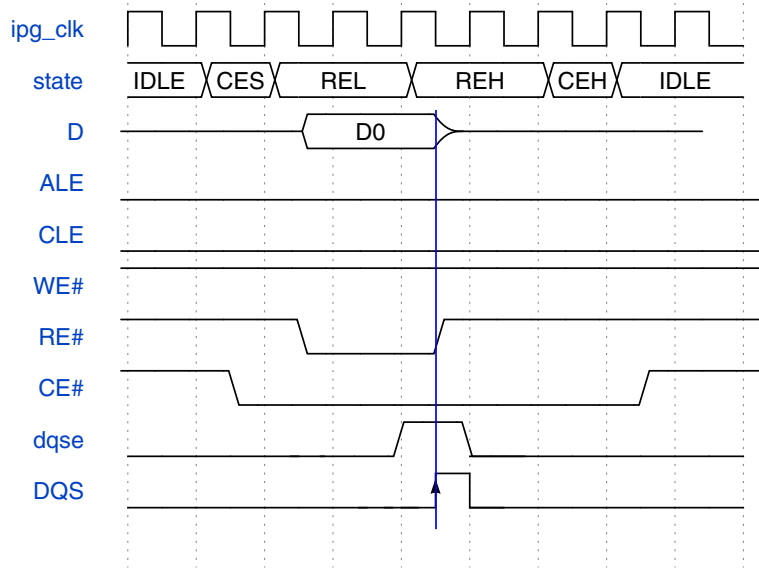 ipg_clk
state IDLE CES REL REH CEH IDLE
D D0
ALE
CLE
WE#
RE#
CE#
dqse
DQS